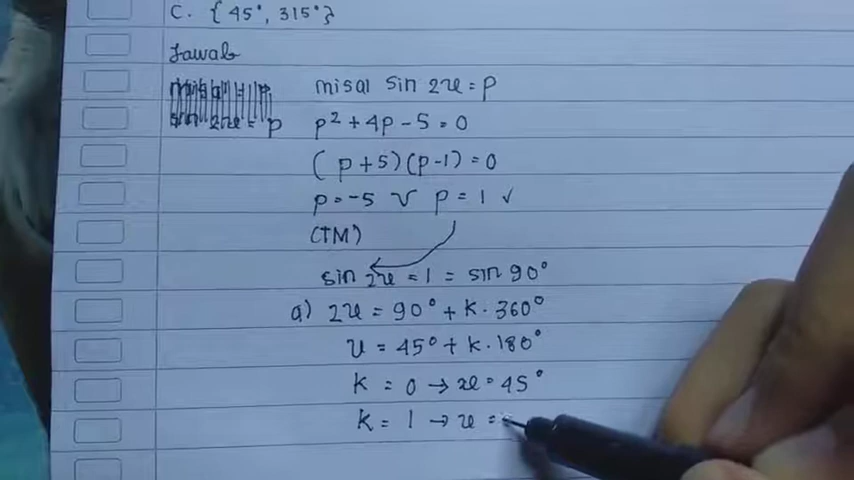 C. {45°, 315°}
Jawab
misal sin 2x = p
p² + 4p - 5 = 0
(p+5)(p-1) = 0
p = -5 ∨ p = 1 ✓
(TM)
sin 2x = 1 = sin 90°
a) 2x = 90° + k · 360°
x = 45° + k · 180°
k = 0 → x = 45°
k = 1 → x =